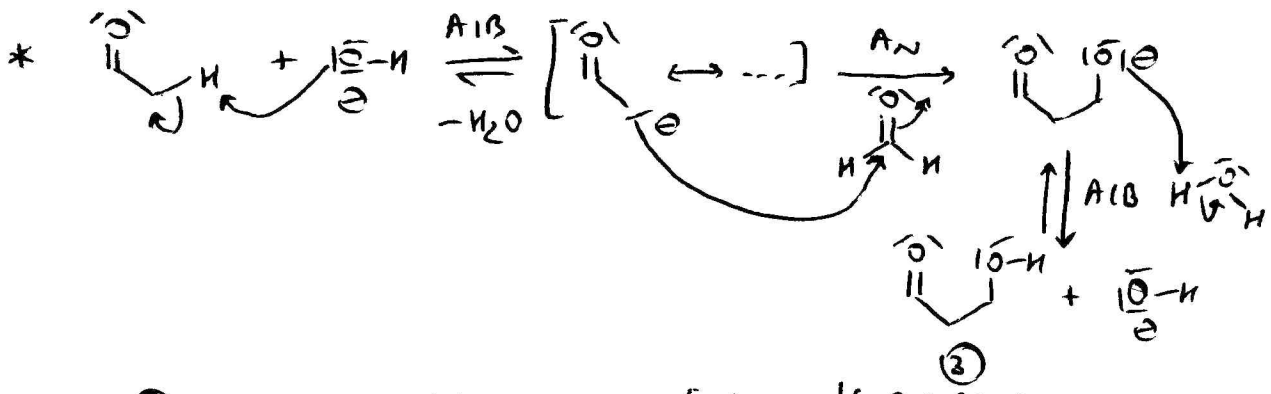 * O H + |O-H ⊖ A/B -H₂O [ O ⊖ ↔ ....] A_N O H H O |O|⊖
A/B H O H
O |O-H + |O-H ⊖
③